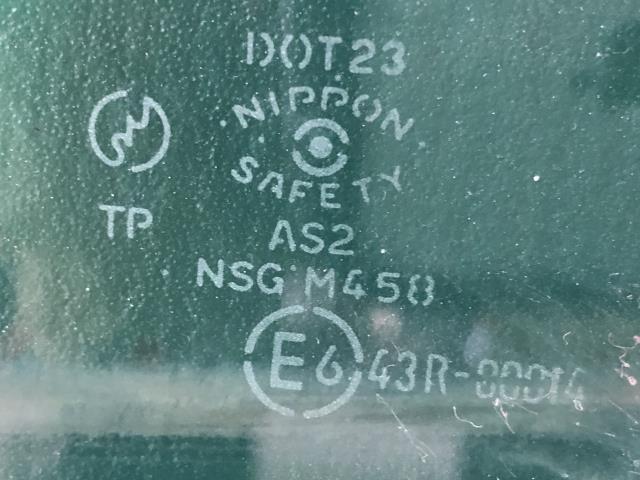 DOT23
NIPPON
SAFETY
TP
AS2
NSG M458
E6 43R-00014